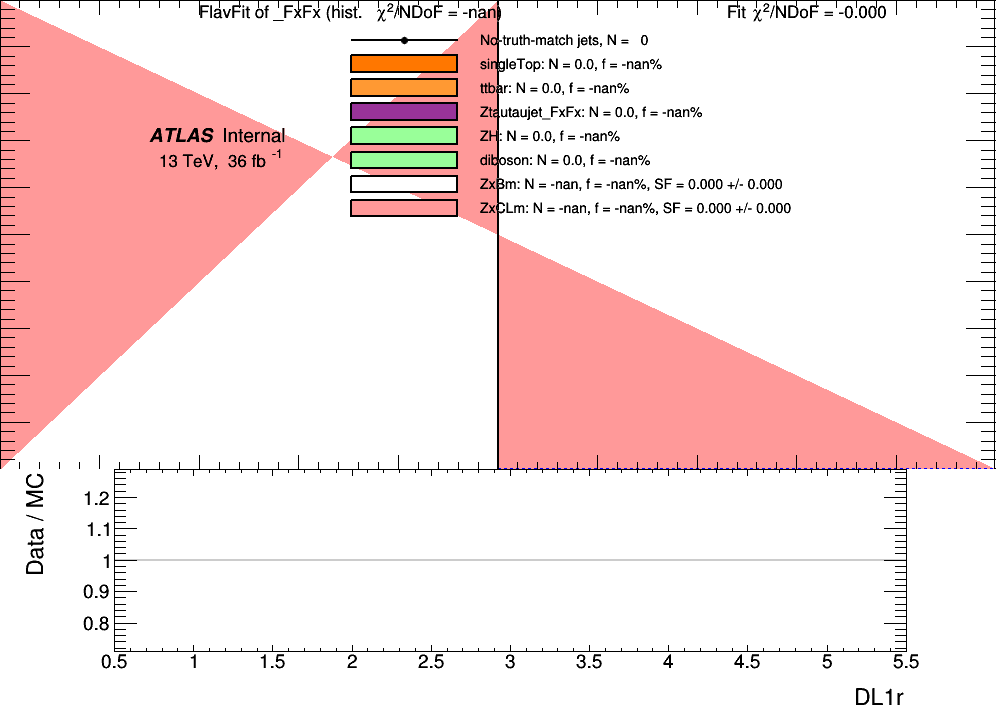 FlavFit of _FxFx (hist. χ²/NDoF = -nan) Fit χ²/NDoF = -0.000
No-truth-match jets, N = 0
singleTop: N = 0.0, f = -nan%
ttbar: N = 0.0, f = -nan%
Ztautaujet_FxFx: N = 0.0, f = -nan%
ATLAS Internal
ZH: N = 0.0, f = -nan%
13 TeV, 36 fb⁻¹
diboson: N = 0.0, f = -nan%
ZxBm: N = -nan, f = -nan%, SF = 0.000 +/- 0.000
ZxCLm: N = -nan, f = -nan%, SF = 0.000 +/- 0.000
Data / MC
1.2
1.1
1
0.9
0.8
0.5 1 1.5 2 2.5 3 3.5 4 4.5 5 5.5
DL1r